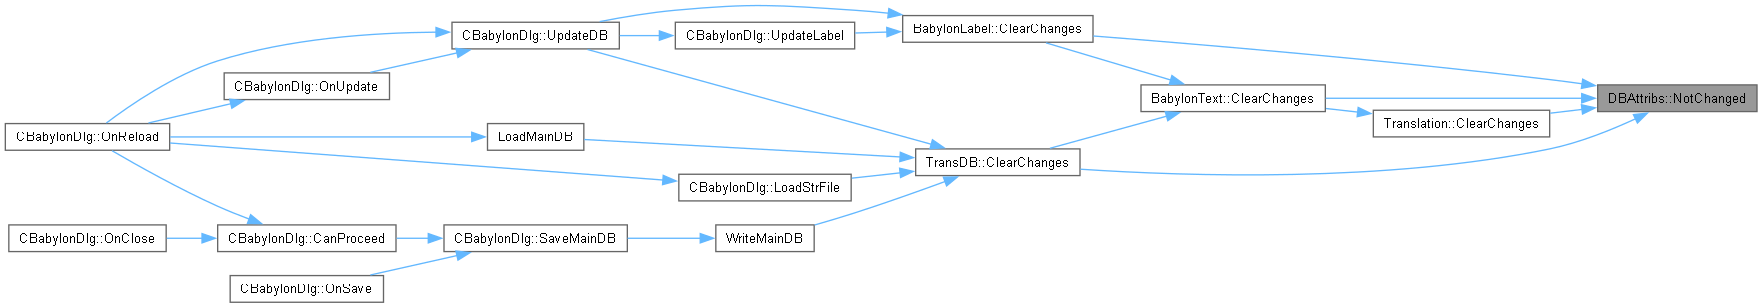 CBabylonDlg::UpdateDB
CBabylonDlg::UpdateLabel
BabylonLabel::ClearChanges
CBabylonDlg::OnUpdate
BabylonText::ClearChanges
DBAttribs::NotChanged
CBabylonDlg::OnReload
LoadMainDB
Translation::ClearChanges
TransDB::ClearChanges
CBabylonDlg::LoadStrFile
CBabylonDlg::OnClose
CBabylonDlg::CanProceed
CBabylonDlg::SaveMainDB
WriteMainDB
CBabylonDlg::OnSave